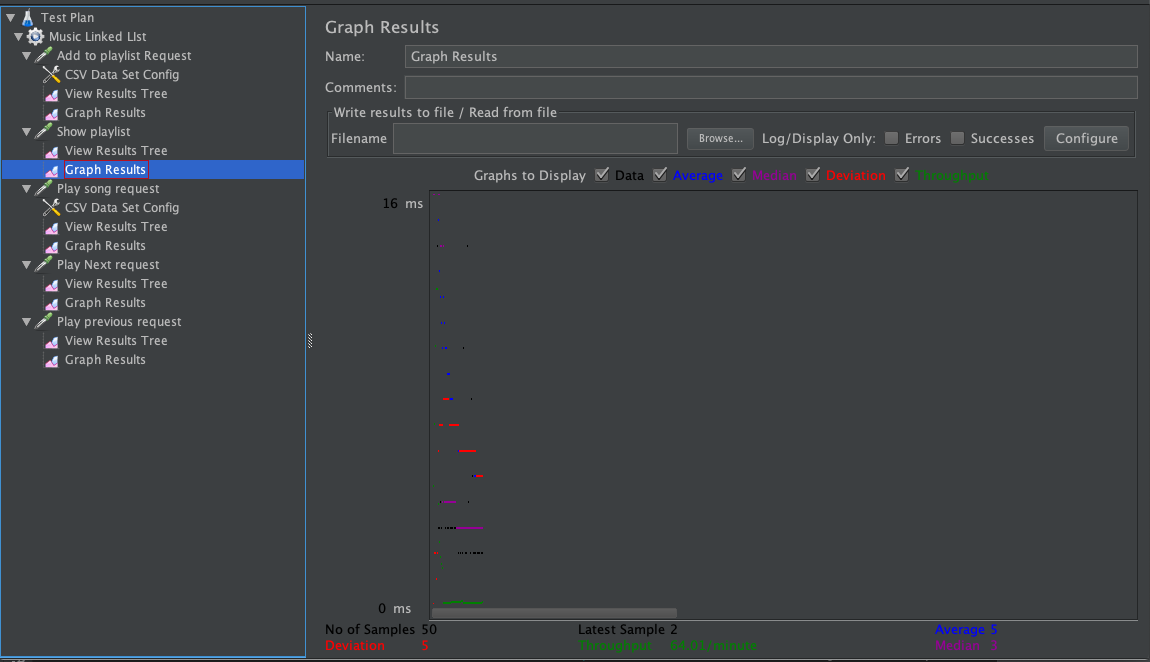 Test Plan
Music Linked LIst
Add to playlist Request
CSV Data Set Config
View Results Tree
Graph Results
Show playlist
View Results Tree
Graph Results
Play song request
CSV Data Set Config
View Results Tree
Graph Results
Play Next request
View Results Tree
Graph Results
Play previous request
View Results Tree
Graph Results
Graph Results
Name: Graph Results
Comments:
Write results to file / Read from file
Filename Browse... Log/Display Only: Errors Successes Configure
Graphs to Display Data Average Median Deviation Throughput
16 ms
0 ms
No of Samples 50 Latest Sample 2 Average 5
Deviation 5 Throughput 64.01/minute Median